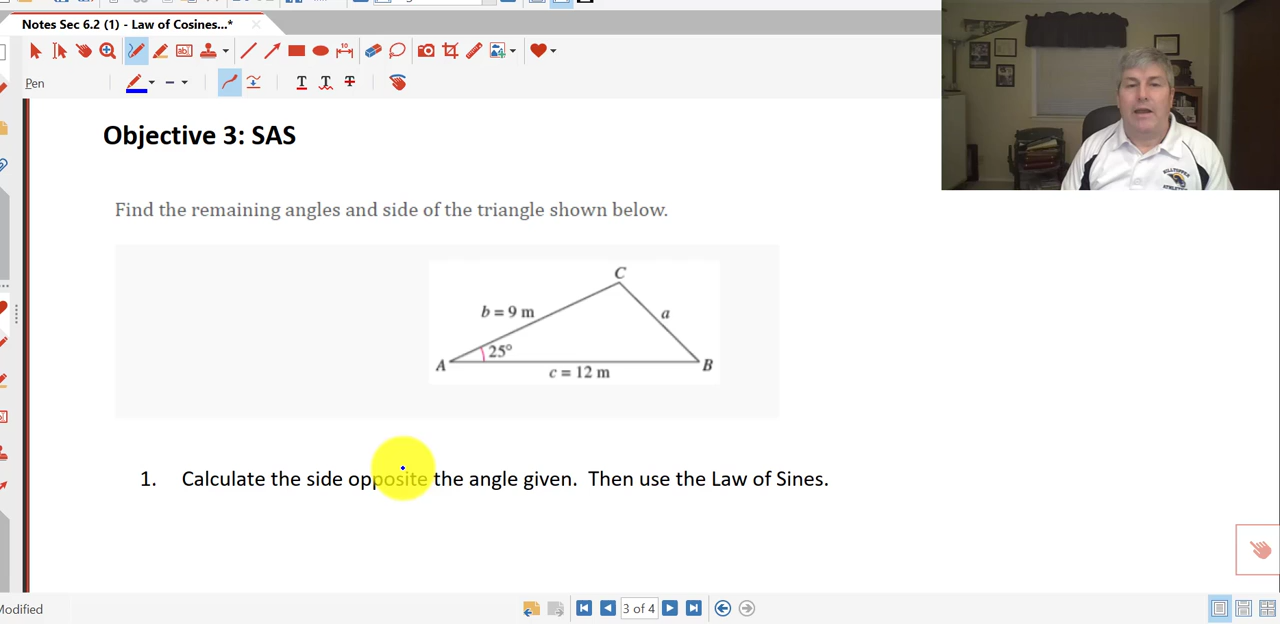 Notes Sec 6.2 (1) - Law of Cosines...*
Pen
Objective 3: SAS
Find the remaining angles and side of the triangle shown below.
C
b = 9 m
a
25°
A
B
c = 12 m
1. Calculate the side opposite the angle given. Then use the Law of Sines.
Modified
3 of 4